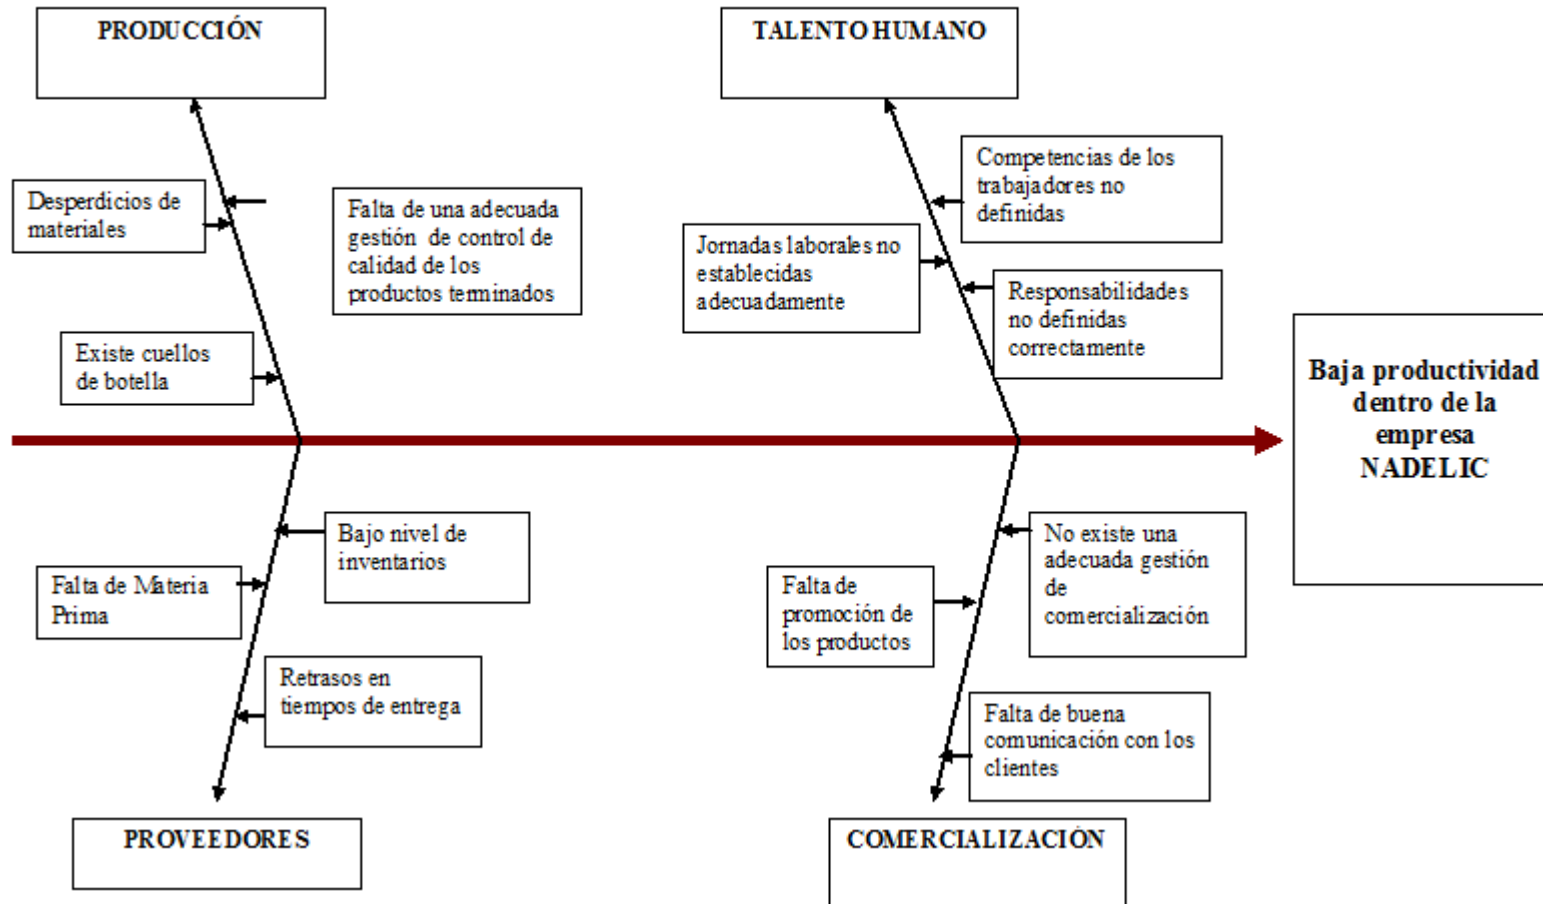 PRODUCCIÓN
TALENTO HUMANO
Desperdicios de
materiales
Falta de una adecuada
gestión de control de
calidad de los
productos terminados
Existe cuellos
de botella
Competencias de los
trabajadores no
definidas
Jornadas laborales no
establecidas
adecuadamente
Responsabilidades
no definidas
correctamente
Baja productividad
dentro de la
empresa
NADELIC
Bajo nivel de
inventarios
Falta de Materia
Prima
Retrasos en
tiempos de entrega
No existe una
adecuada gestión
de
comercialización
Falta de
promoción de
los productos
Falta de buena
comunicación con los
clientes
PROVEEDORES
COMERCIALIZACIÓN